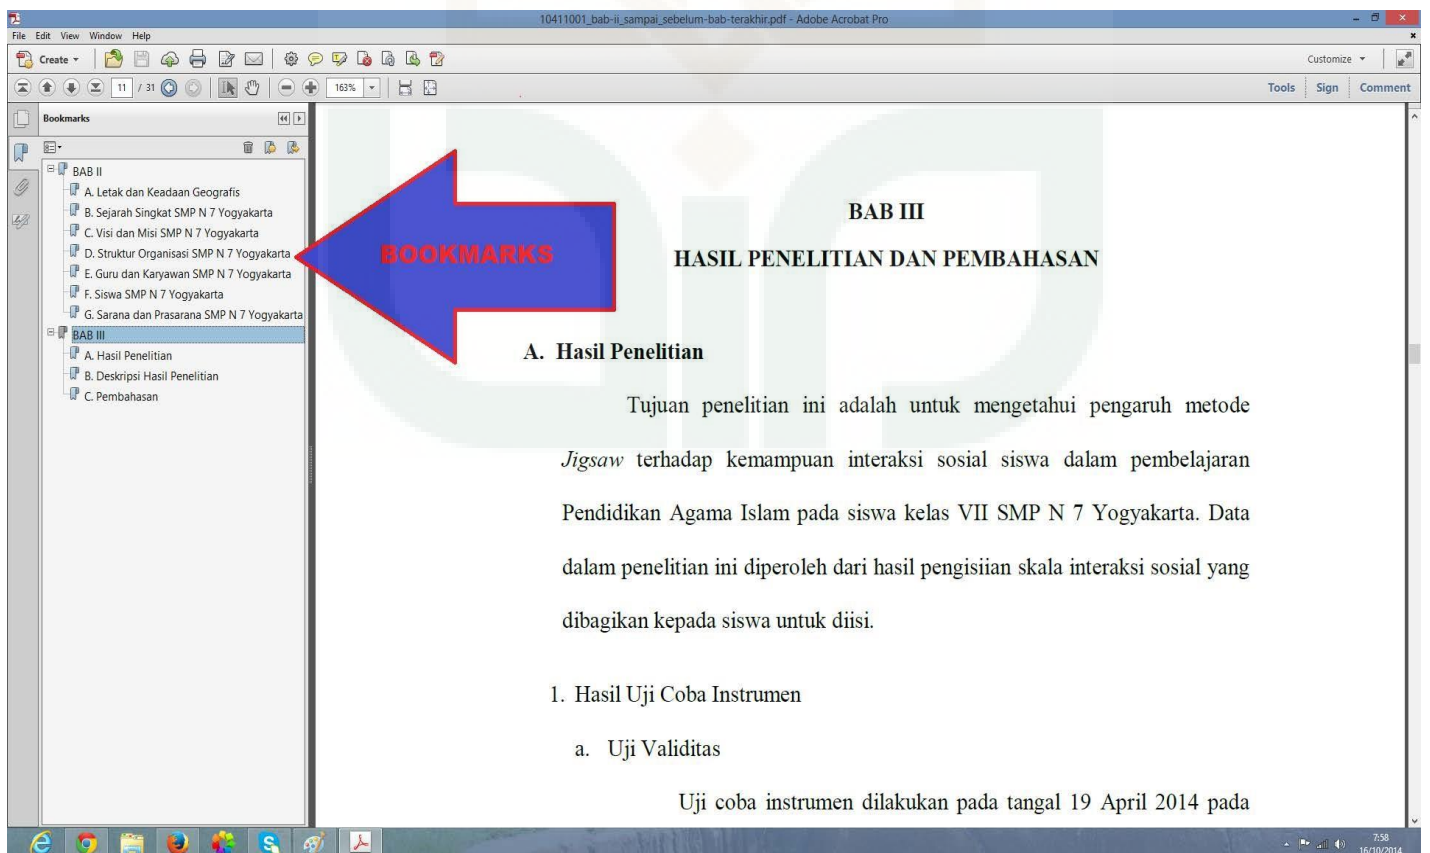 10411001_bab-ii_sampai_sebelum-bab-terakhir.pdf - Adobe Acrobat Pro
File Edit View Window Help
Create Customize
11 / 31 163% Tools Sign Comment
Bookmarks
BAB II
A. Letak dan Keadaan Geografis
B. Sejarah Singkat SMP N 7 Yogyakarta
C. Visi dan Misi SMP N 7 Yogyakarta
D. Struktur Organisasi SMP N 7 Yogyakarta
E. Guru dan Karyawan SMP N 7 Yogyakarta
F. Siswa SMP N 7 Yogyakarta
G. Sarana dan Prasarana SMP N 7 Yogyakarta
BAB III
A. Hasil Penelitian
B. Deskripsi Hasil Penelitian
C. Pembahasan
BOOKMARKS
BAB III
HASIL PENELITIAN DAN PEMBAHASAN
A. Hasil Penelitian
Tujuan penelitian ini adalah untuk mengetahui pengaruh metode
Jigsaw terhadap kemampuan interaksi sosial siswa dalam pembelajaran
Pendidikan Agama Islam pada siswa kelas VII SMP N 7 Yogyakarta. Data
dalam penelitian ini diperoleh dari hasil pengisiian skala interaksi sosial yang
dibagikan kepada siswa untuk diisi.
1. Hasil Uji Coba Instrumen
a. Uji Validitas
Uji coba instrumen dilakukan pada tangal 19 April 2014 pada
7:58
16/10/2014